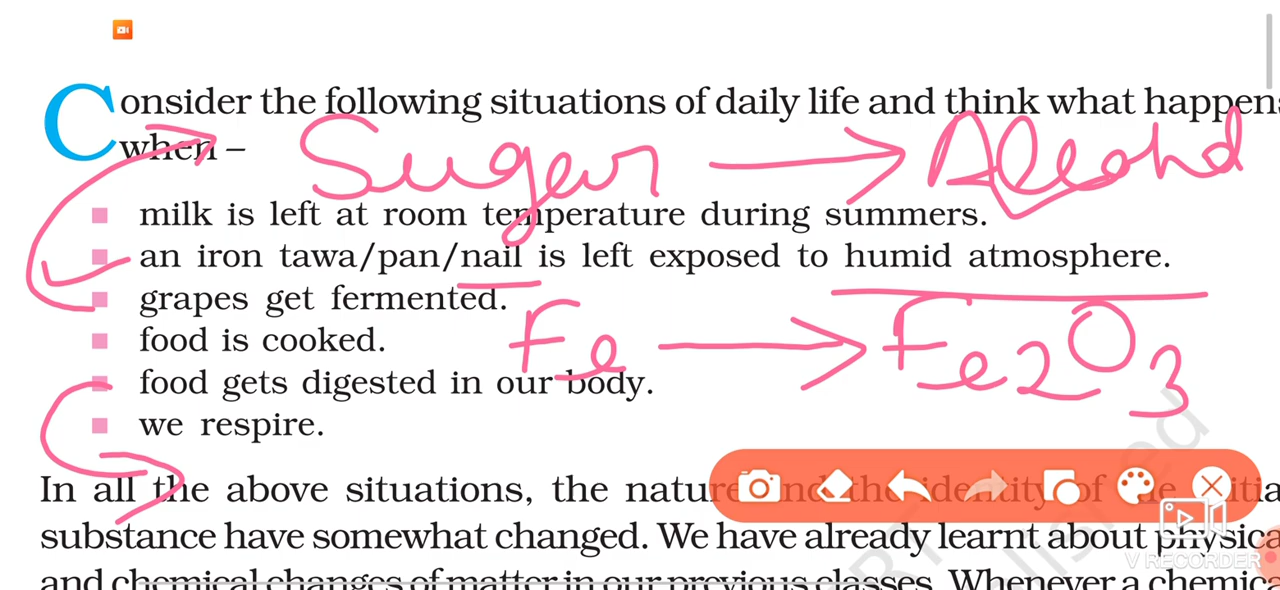 Consider the following situations of daily life and think what happens
when –
Sugar → Alcohol
milk is left at room temperature during summers.
an iron tawa/pan/nail is left exposed to humid atmosphere.
grapes get fermented.
Fe → Fe2O3
food is cooked.
food gets digested in our body.
we respire.
In all the above situations, the nature and the identity of the
substance have somewhat changed. We have already learnt about physica
and chemical changes of matter in our previous classes. Whenever a chemica
V RECORDER